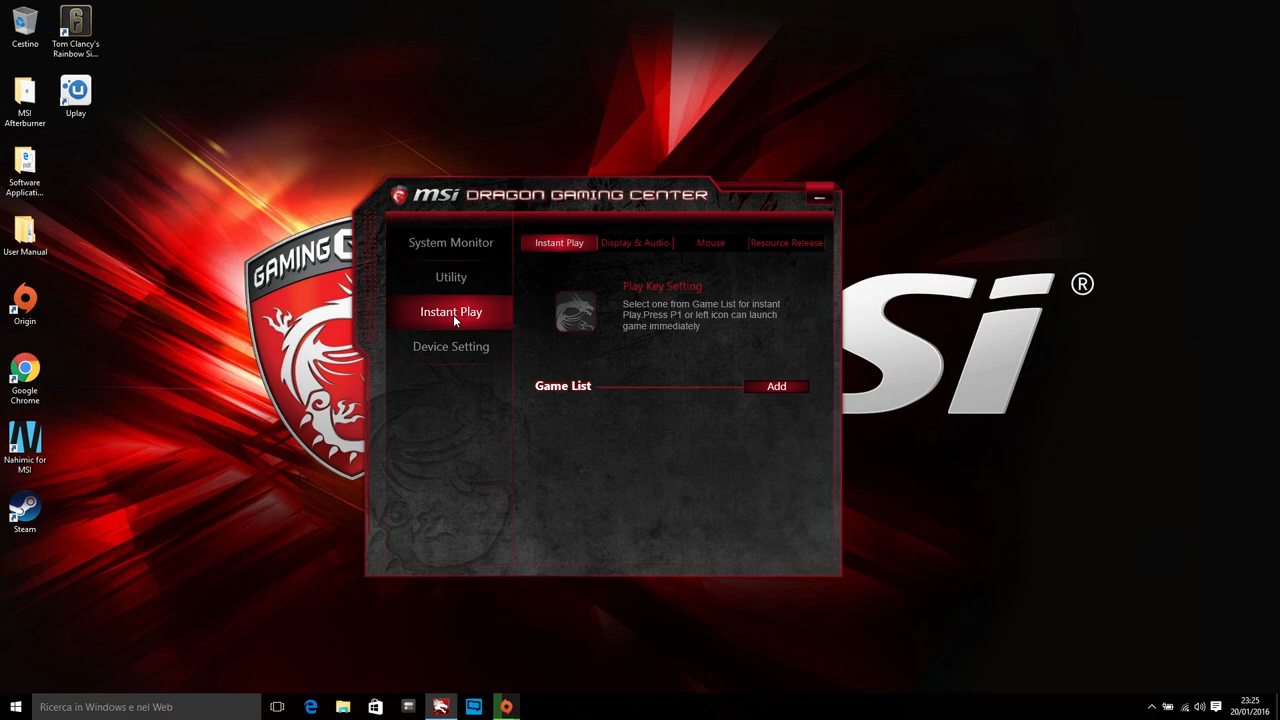 Cestino
Tom Clancy's
Rainbow Si...
MSI
Afterburner
Uplay
Software
Applicati...
User Manual
Origin
Google
Chrome
Nahimic for
MSI
Steam
GAMING
msi DRAGON GAMING CENTER
System Monitor
Utility
Instant Play
Device Setting
Instant Play
Display & Audio
Mouse
Resource Release
Play Key Setting
Select one from Game List for instant
Play.Press P1 or left icon can launch
game immediately
Game List
Add
si®
Ricerca in Windows e nel Web
23:25
20/01/2016